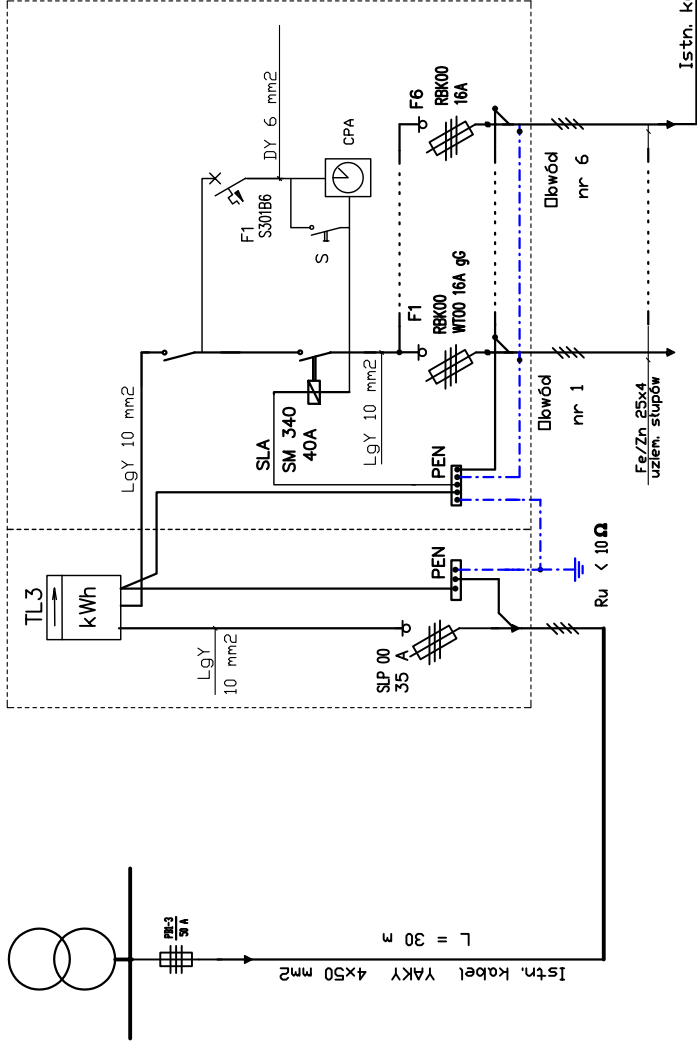 TL3
kWh
LgY
10 mm2
SLP 00
35 A
PEN
PEN
LgY 10 mm2
F1
S301B6
DY 6 mm2
CPA
S
SLA
SM 340
40A
LgY 10 mm2
F1
RBK00
WT00 16A gG
F6
RBK00
16A
Obwód
nr 1
Obwód
nr 6
Fe/Zn 25x4
uziem. słupów
Ru < 10Ω
50 A
Istn. kabel YAKY 4x50 mm2
L = 30 m
Istn. k